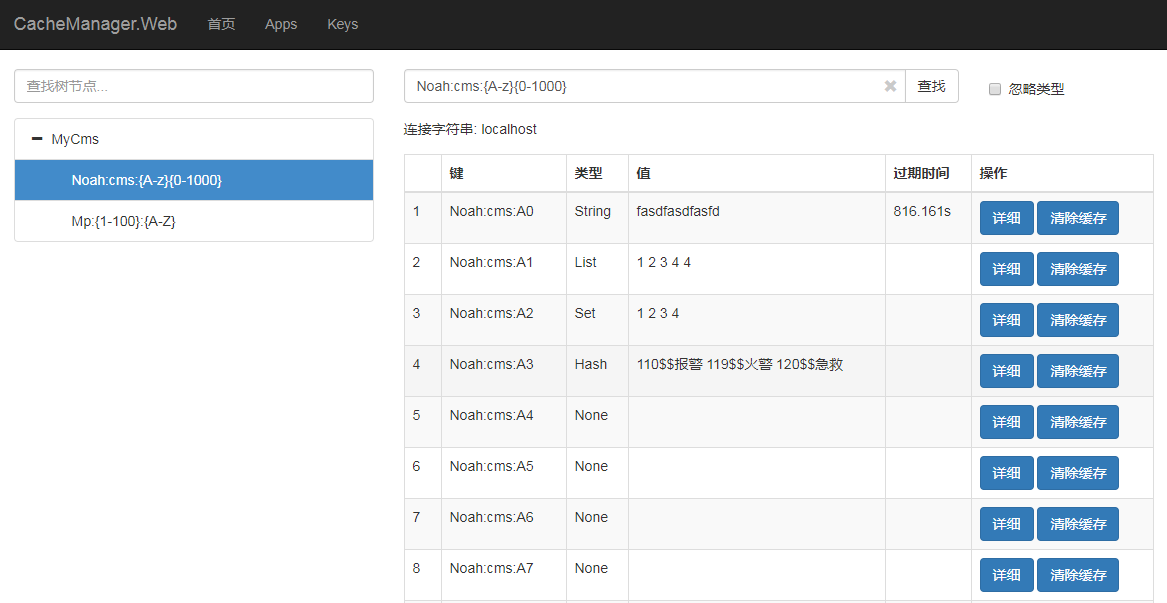 CacheManager.Web 首页 Apps Keys
查找树节点...
MyCms
Noah:cms:{A-z}{0-1000}
Mp:{1-100}:{A-Z}
Noah:cms:{A-z}{0-1000} 查找 忽略类型
连接字符串: localhost
键 类型 值 过期时间 操作
1 Noah:cms:A0 String fasdfasdfasfd 816.161s 详细 清除缓存
2 Noah:cms:A1 List 1 2 3 4 4 详细 清除缓存
3 Noah:cms:A2 Set 1 2 3 4 详细 清除缓存
4 Noah:cms:A3 Hash 110$$报警 119$$火警 120$$急救 详细 清除缓存
5 Noah:cms:A4 None 详细 清除缓存
6 Noah:cms:A5 None 详细 清除缓存
7 Noah:cms:A6 None 详细 清除缓存
8 Noah:cms:A7 None 详细 清除缓存